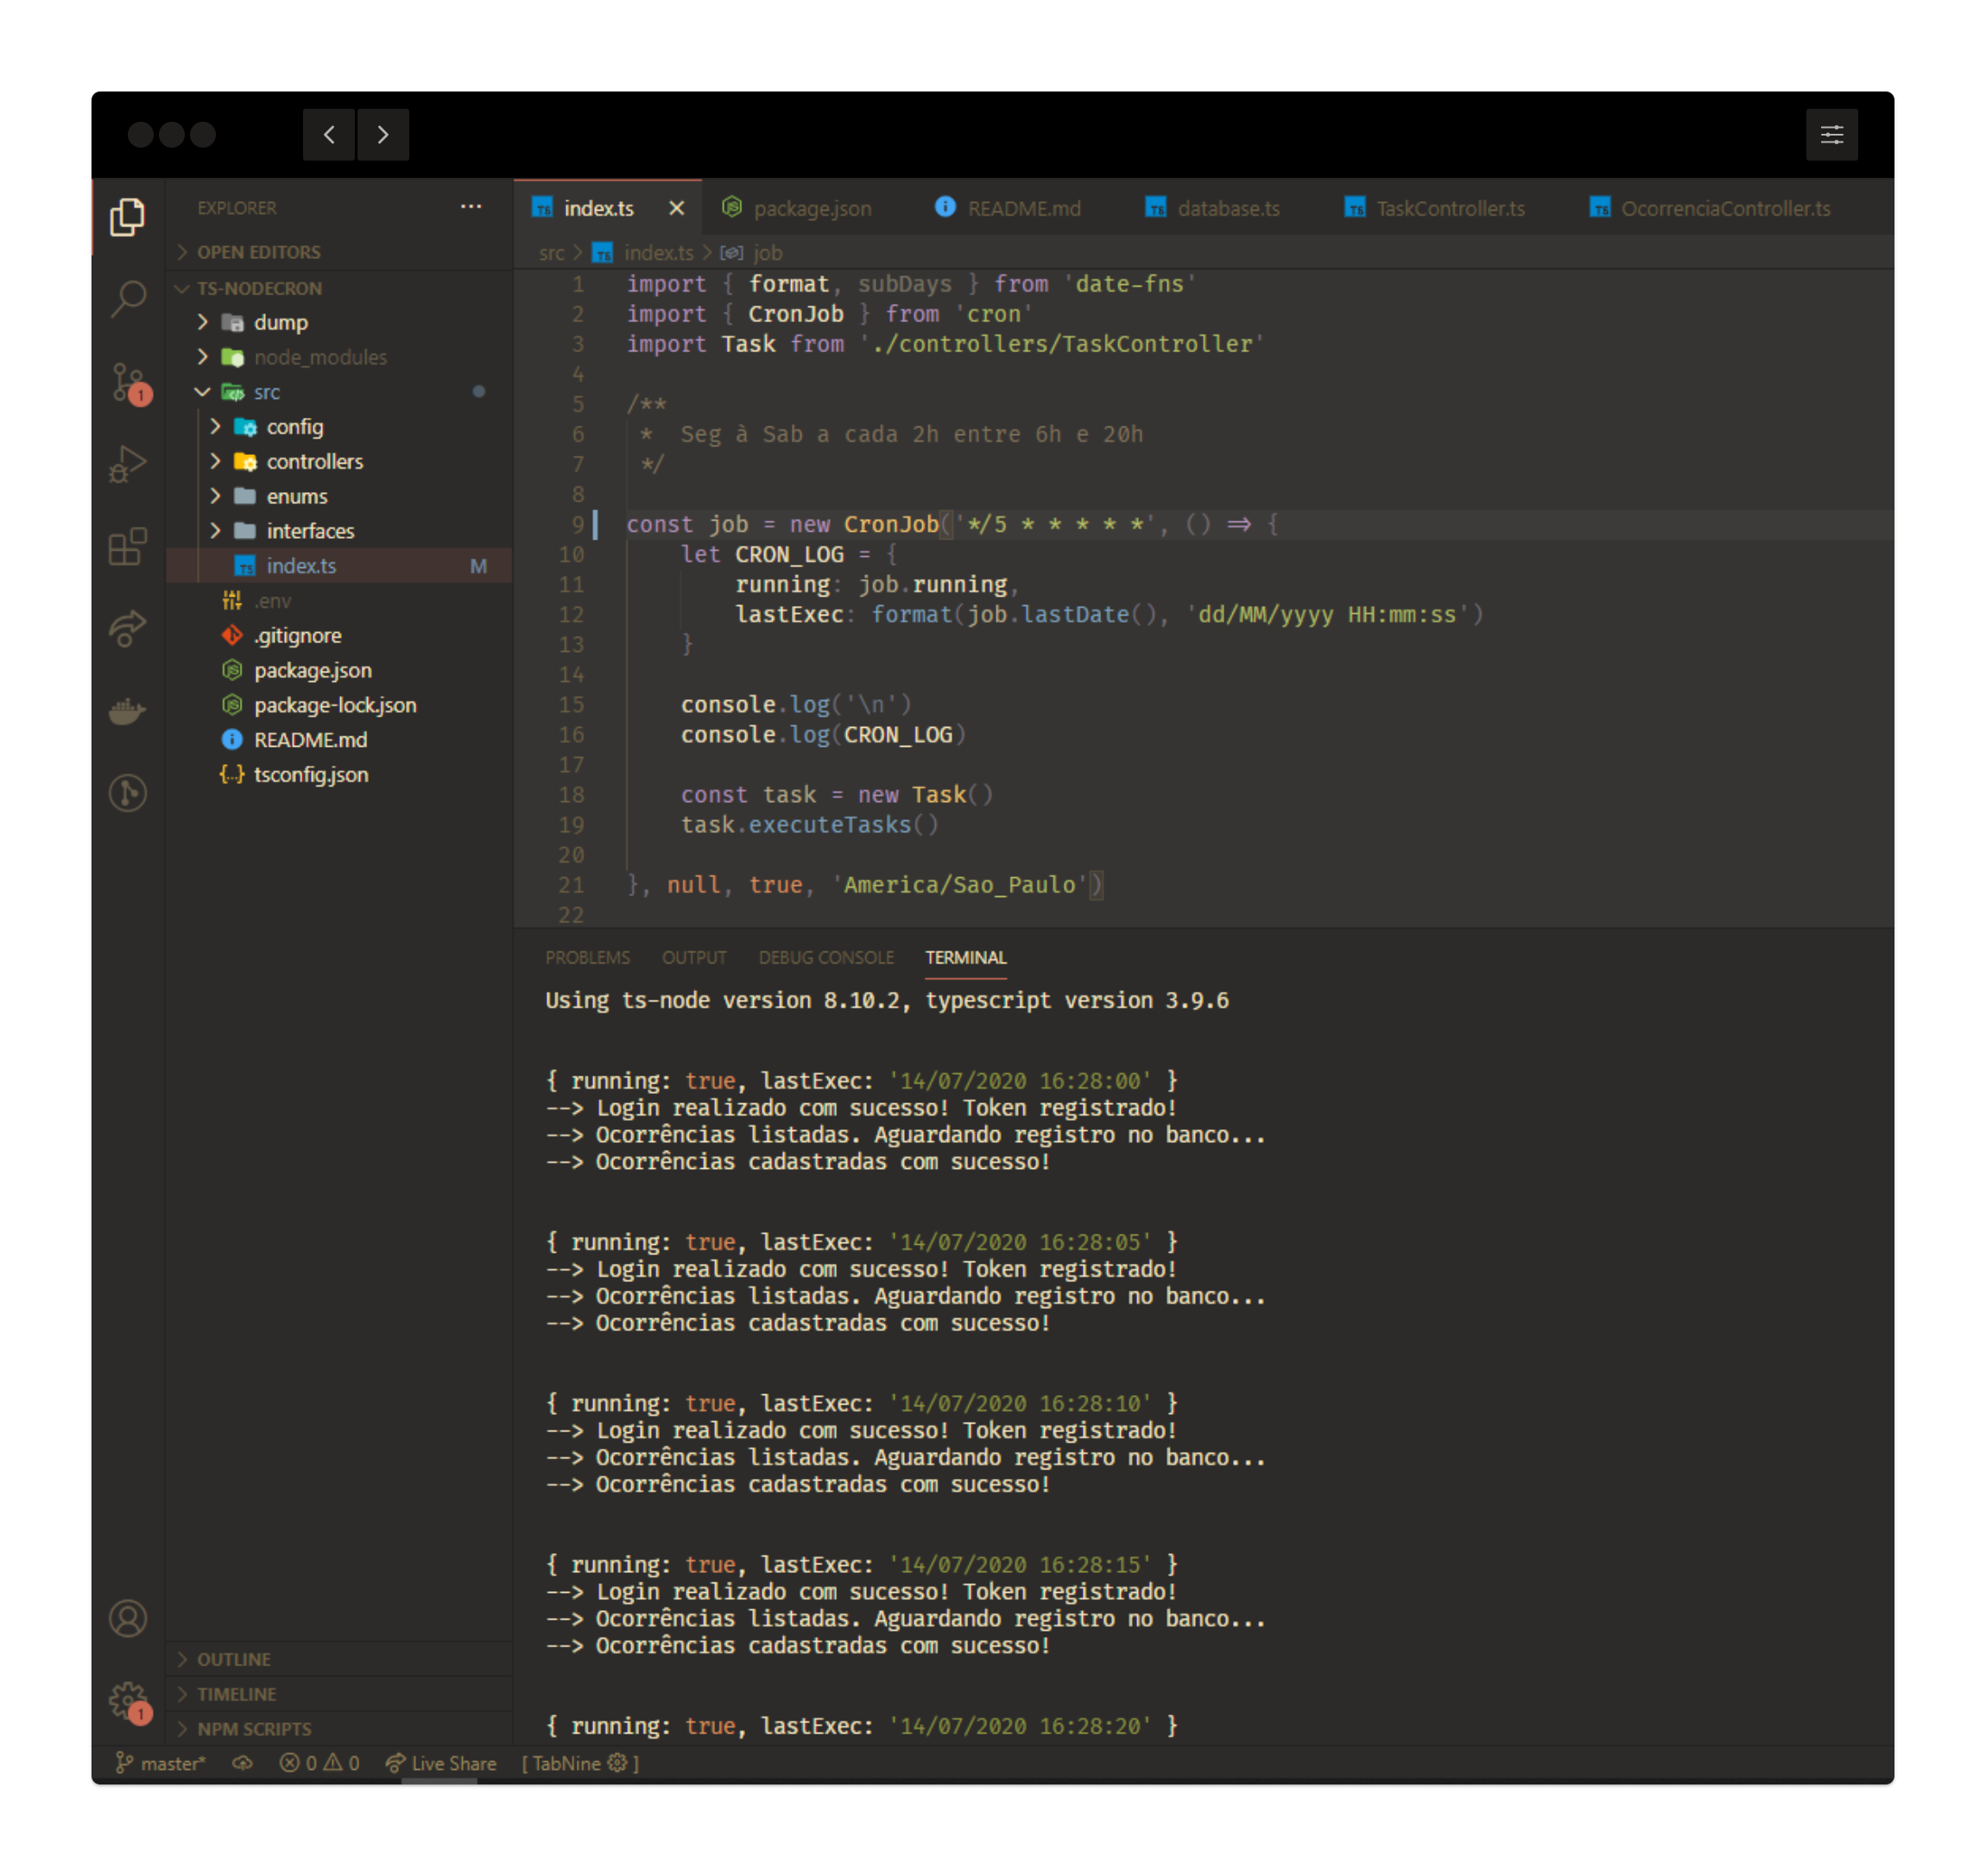 EXPLORER ...
OPEN EDITORS
TS-NODECRON
dump
node_modules
src
config
controllers
enums
interfaces
index.ts M
.env
.gitignore
package.json
package-lock.json
README.md
tsconfig.json
OUTLINE
TIMELINE
NPM SCRIPTS
1
1
index.ts package.json README.md database.ts TaskController.ts OcorrenciaController.ts
src > index.ts > job
1 import { format, subDays } from 'date-fns'
2 import { CronJob } from 'cron'
3 import Task from './controllers/TaskController'
4
5 /**
6 *  Seg à Sab a cada 2h entre 6h e 20h
7 */
8
9 const job = new CronJob('*/5 * * * * *', () => {
10 let CRON_LOG = {
11 running: job.running,
12 lastExec: format(job.lastDate(), 'dd/MM/yyyy HH:mm:ss')
13 }
14
15 console.log('\n')
16 console.log(CRON_LOG)
17
18 const task = new Task()
19 task.executeTasks()
20
21 }, null, true, 'America/Sao_Paulo')
22
PROBLEMS OUTPUT DEBUG CONSOLE TERMINAL
Using ts-node version 8.10.2, typescript version 3.9.6
{ running: true, lastExec: '14/07/2020 16:28:00' }
--> Login realizado com sucesso! Token registrado!
--> Ocorrências listadas. Aguardando registro no banco...
--> Ocorrências cadastradas com sucesso!
{ running: true, lastExec: '14/07/2020 16:28:05' }
--> Login realizado com sucesso! Token registrado!
--> Ocorrências listadas. Aguardando registro no banco...
--> Ocorrências cadastradas com sucesso!
{ running: true, lastExec: '14/07/2020 16:28:10' }
--> Login realizado com sucesso! Token registrado!
--> Ocorrências listadas. Aguardando registro no banco...
--> Ocorrências cadastradas com sucesso!
{ running: true, lastExec: '14/07/2020 16:28:15' }
--> Login realizado com sucesso! Token registrado!
--> Ocorrências listadas. Aguardando registro no banco...
--> Ocorrências cadastradas com sucesso!
{ running: true, lastExec: '14/07/2020 16:28:20' }
master* 0 0 Live Share [ TabNine ]